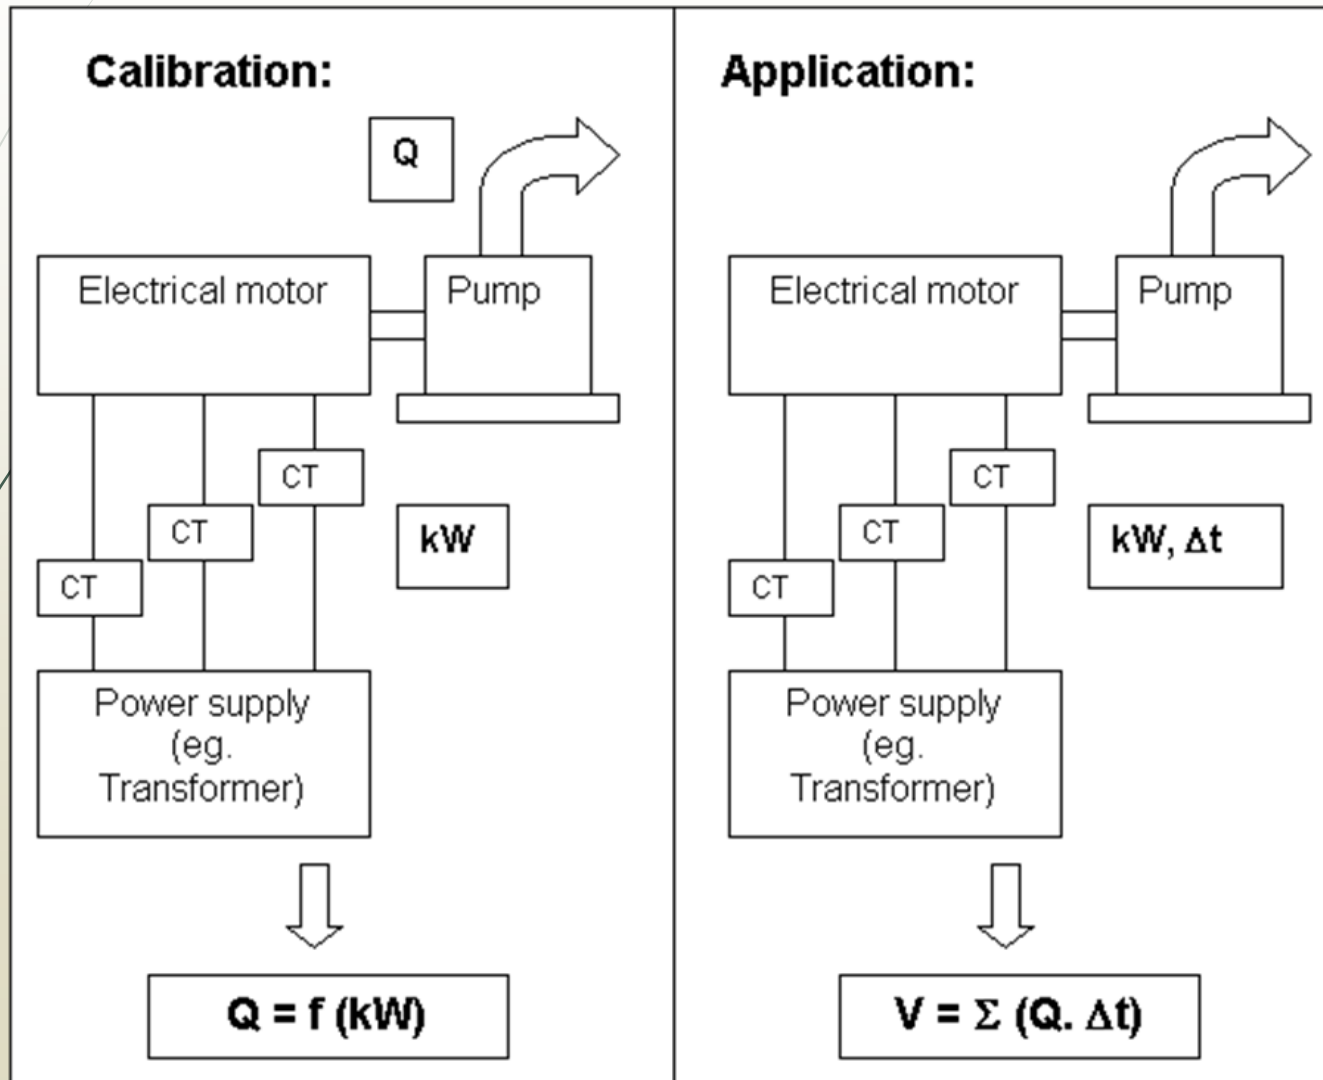 Calibration:
Q
Electrical motor
Pump
CT
CT
CT
kW
Power supply
(eg.
Transformer)
Q = f (kW)
Application:
Electrical motor
Pump
CT
CT
CT
kW, Δt
Power supply
(eg.
Transformer)
V = Σ (Q. Δt)